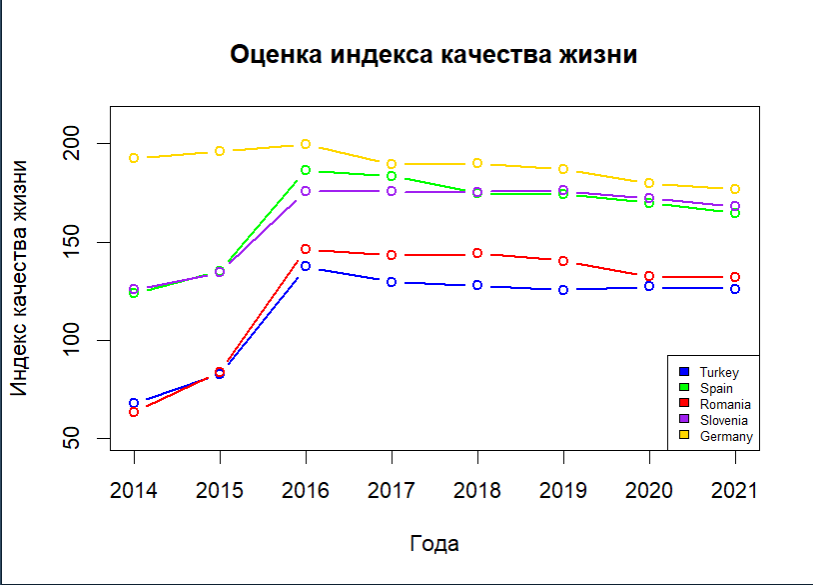 Оценка индекса качества жизни
Индекс качества жизни
200
150
100
50
Turkey
Spain
Romania
Slovenia
Germany
2014 2015 2016 2017 2018 2019 2020 2021
Года